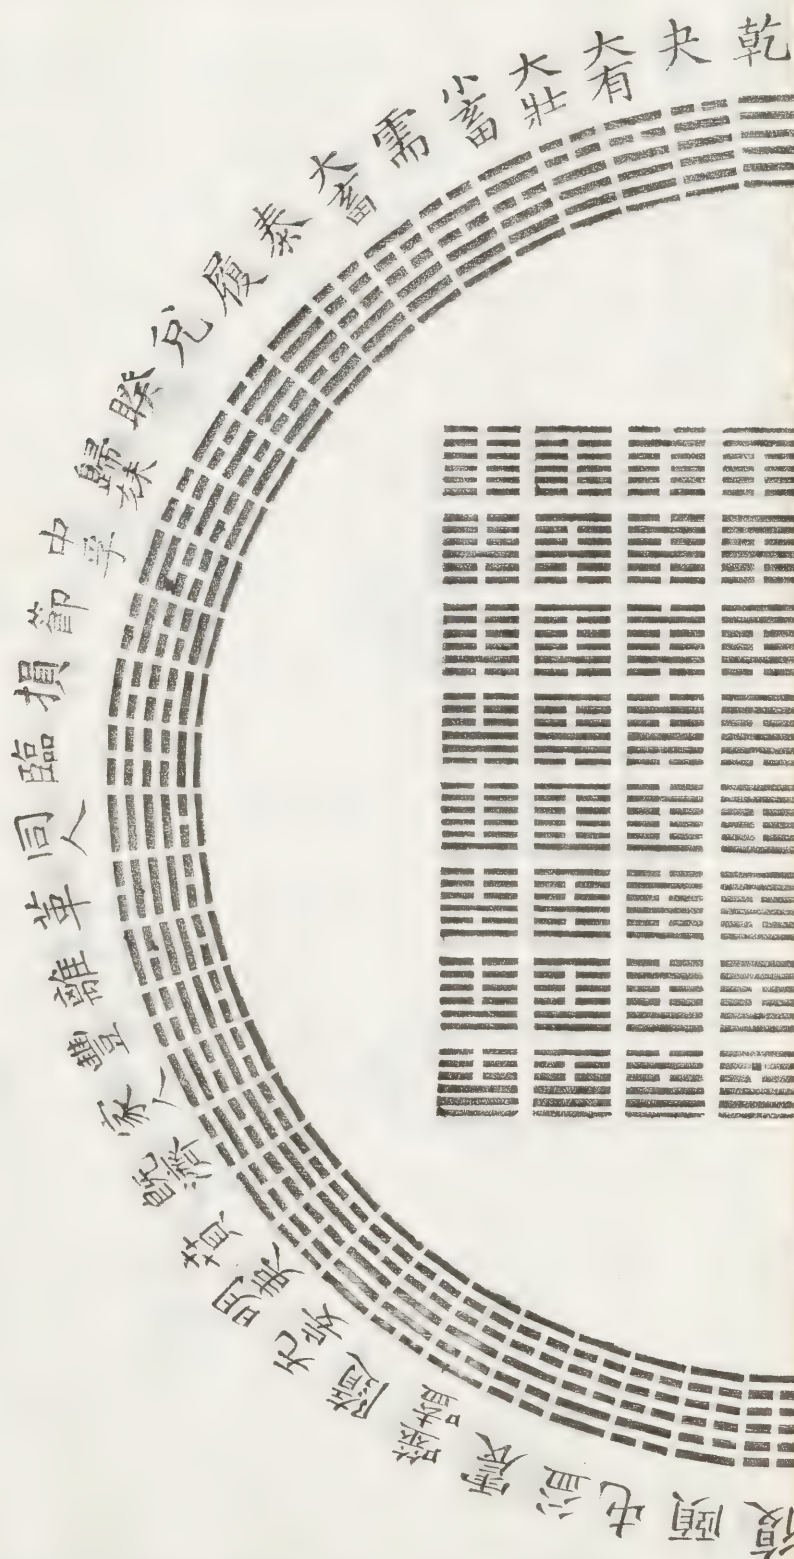 乾
夬
大有
大壯
小畜
需
大畜
泰
履
兌
睽
歸妹
中孚
節
損
臨
同人
革
離
豐
家人
既濟
賁
明夷
无妄
隨
噬嗑
震
益
屯
頤
復